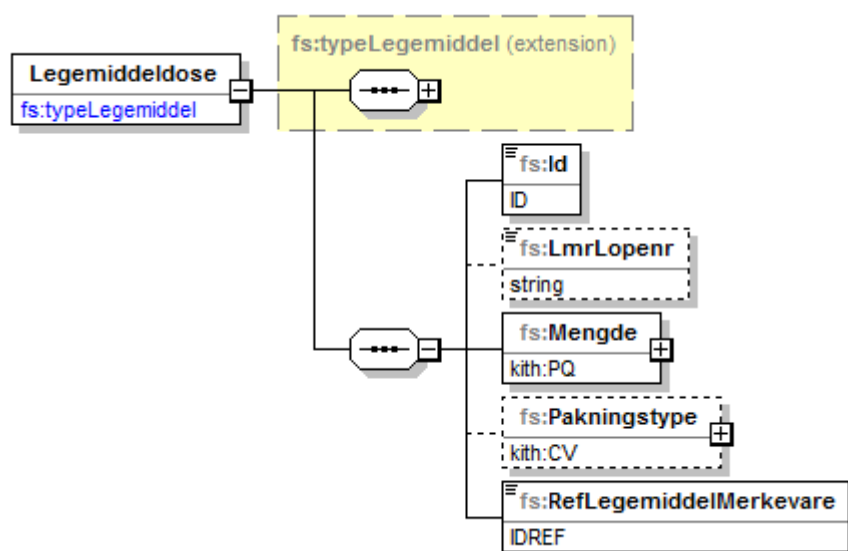 fs:typeLegemiddel (extension)
Legemiddeldose
fs:typeLegemiddel
fs:Id
ID
fs:LmrLopenr
string
fs:Mengde
kith:PQ
fs:Pakningstype
kith:CV
fs:RefLegemiddelMerkevare
IDREF